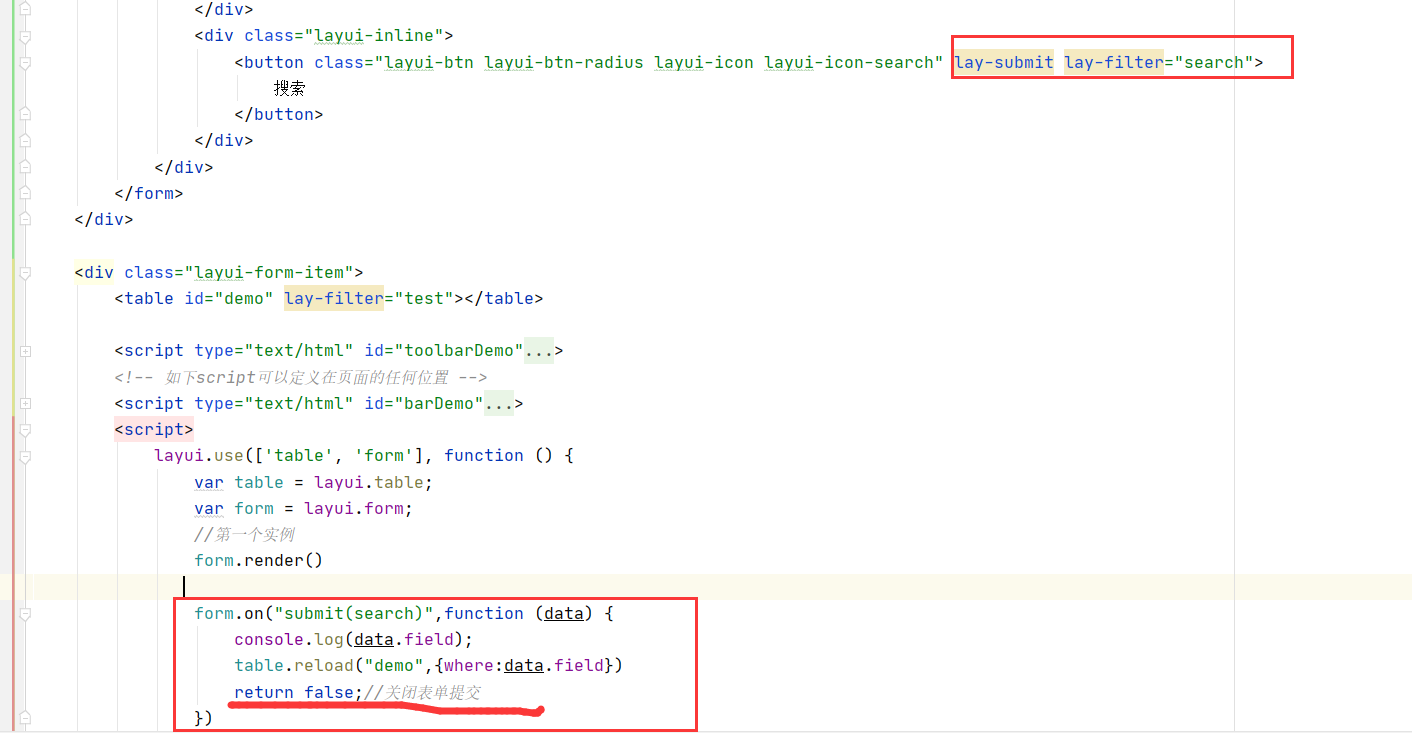 </div>
<div class="layui-inline">
<button class="layui-btn layui-btn-radius layui-icon layui-icon-search" lay-submit lay-filter="search">
搜索
</button>
</div>
</div>
</form>
</div>
<div class="layui-form-item">
<table id="demo" lay-filter="test"></table>
<script type="text/html" id="toolbarDemo"...>
<!-- 如下script可以定义在页面的任何位置 -->
<script type="text/html" id="barDemo"...>
<script>
layui.use(['table', 'form'], function () {
var table = layui.table;
var form = layui.form;
//第一个实例
form.render()
form.on("submit(search)",function (data) {
console.log(data.field);
table.reload("demo",{where:data.field})
return false;//关闭表单提交
})